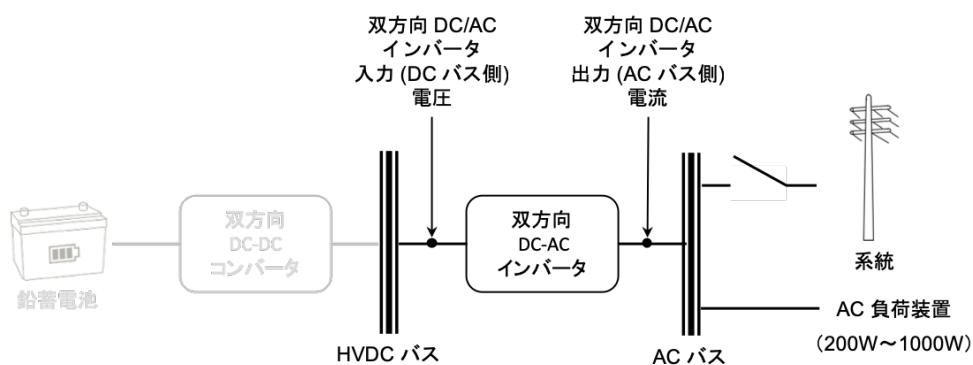 双方向 DC/AC
インバータ
入力 (DC バス側)
電圧
双方向 DC/AC
インバータ
出力 (AC バス側)
電流
双方向
DC-DC
コンバータ
双方向
DC-AC
インバータ
鉛蓄電池
系統
AC 負荷装置
(200W～1000W)
HVDC バス
AC バス